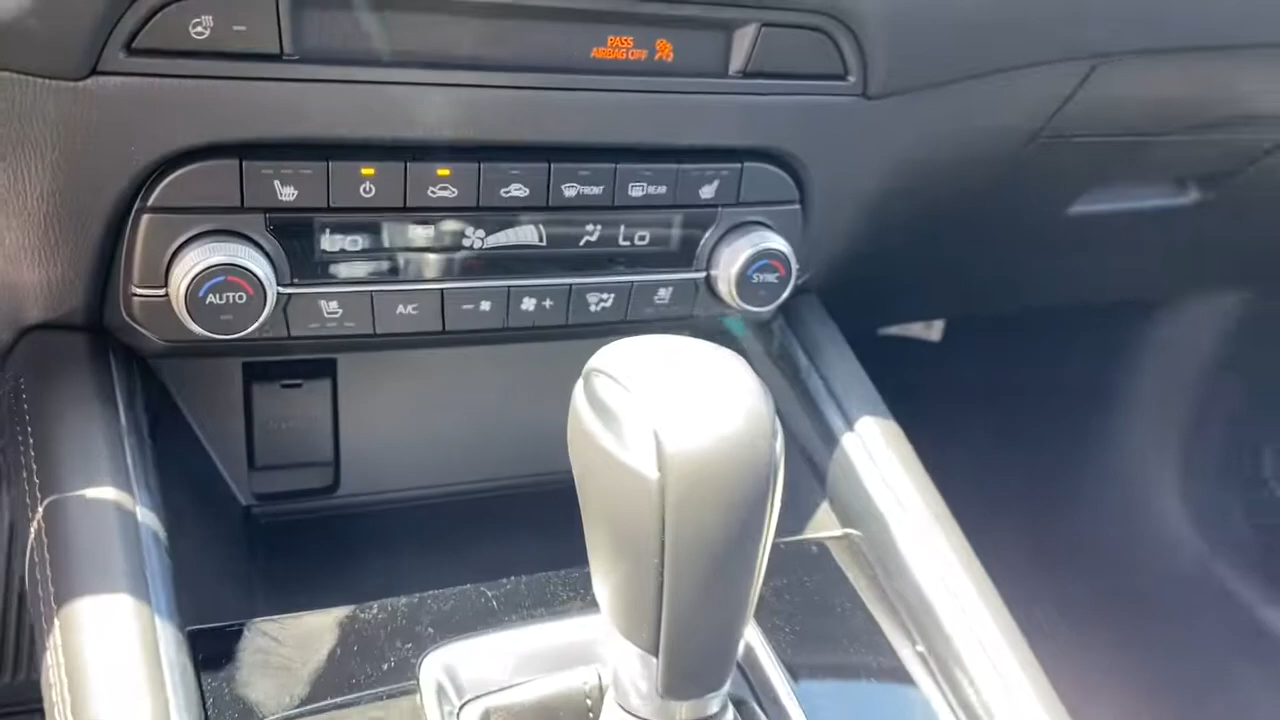 PASS
AIRBAG OFF
FRONT
REAR
Lo
Lo
AUTO
SYNC
A/C